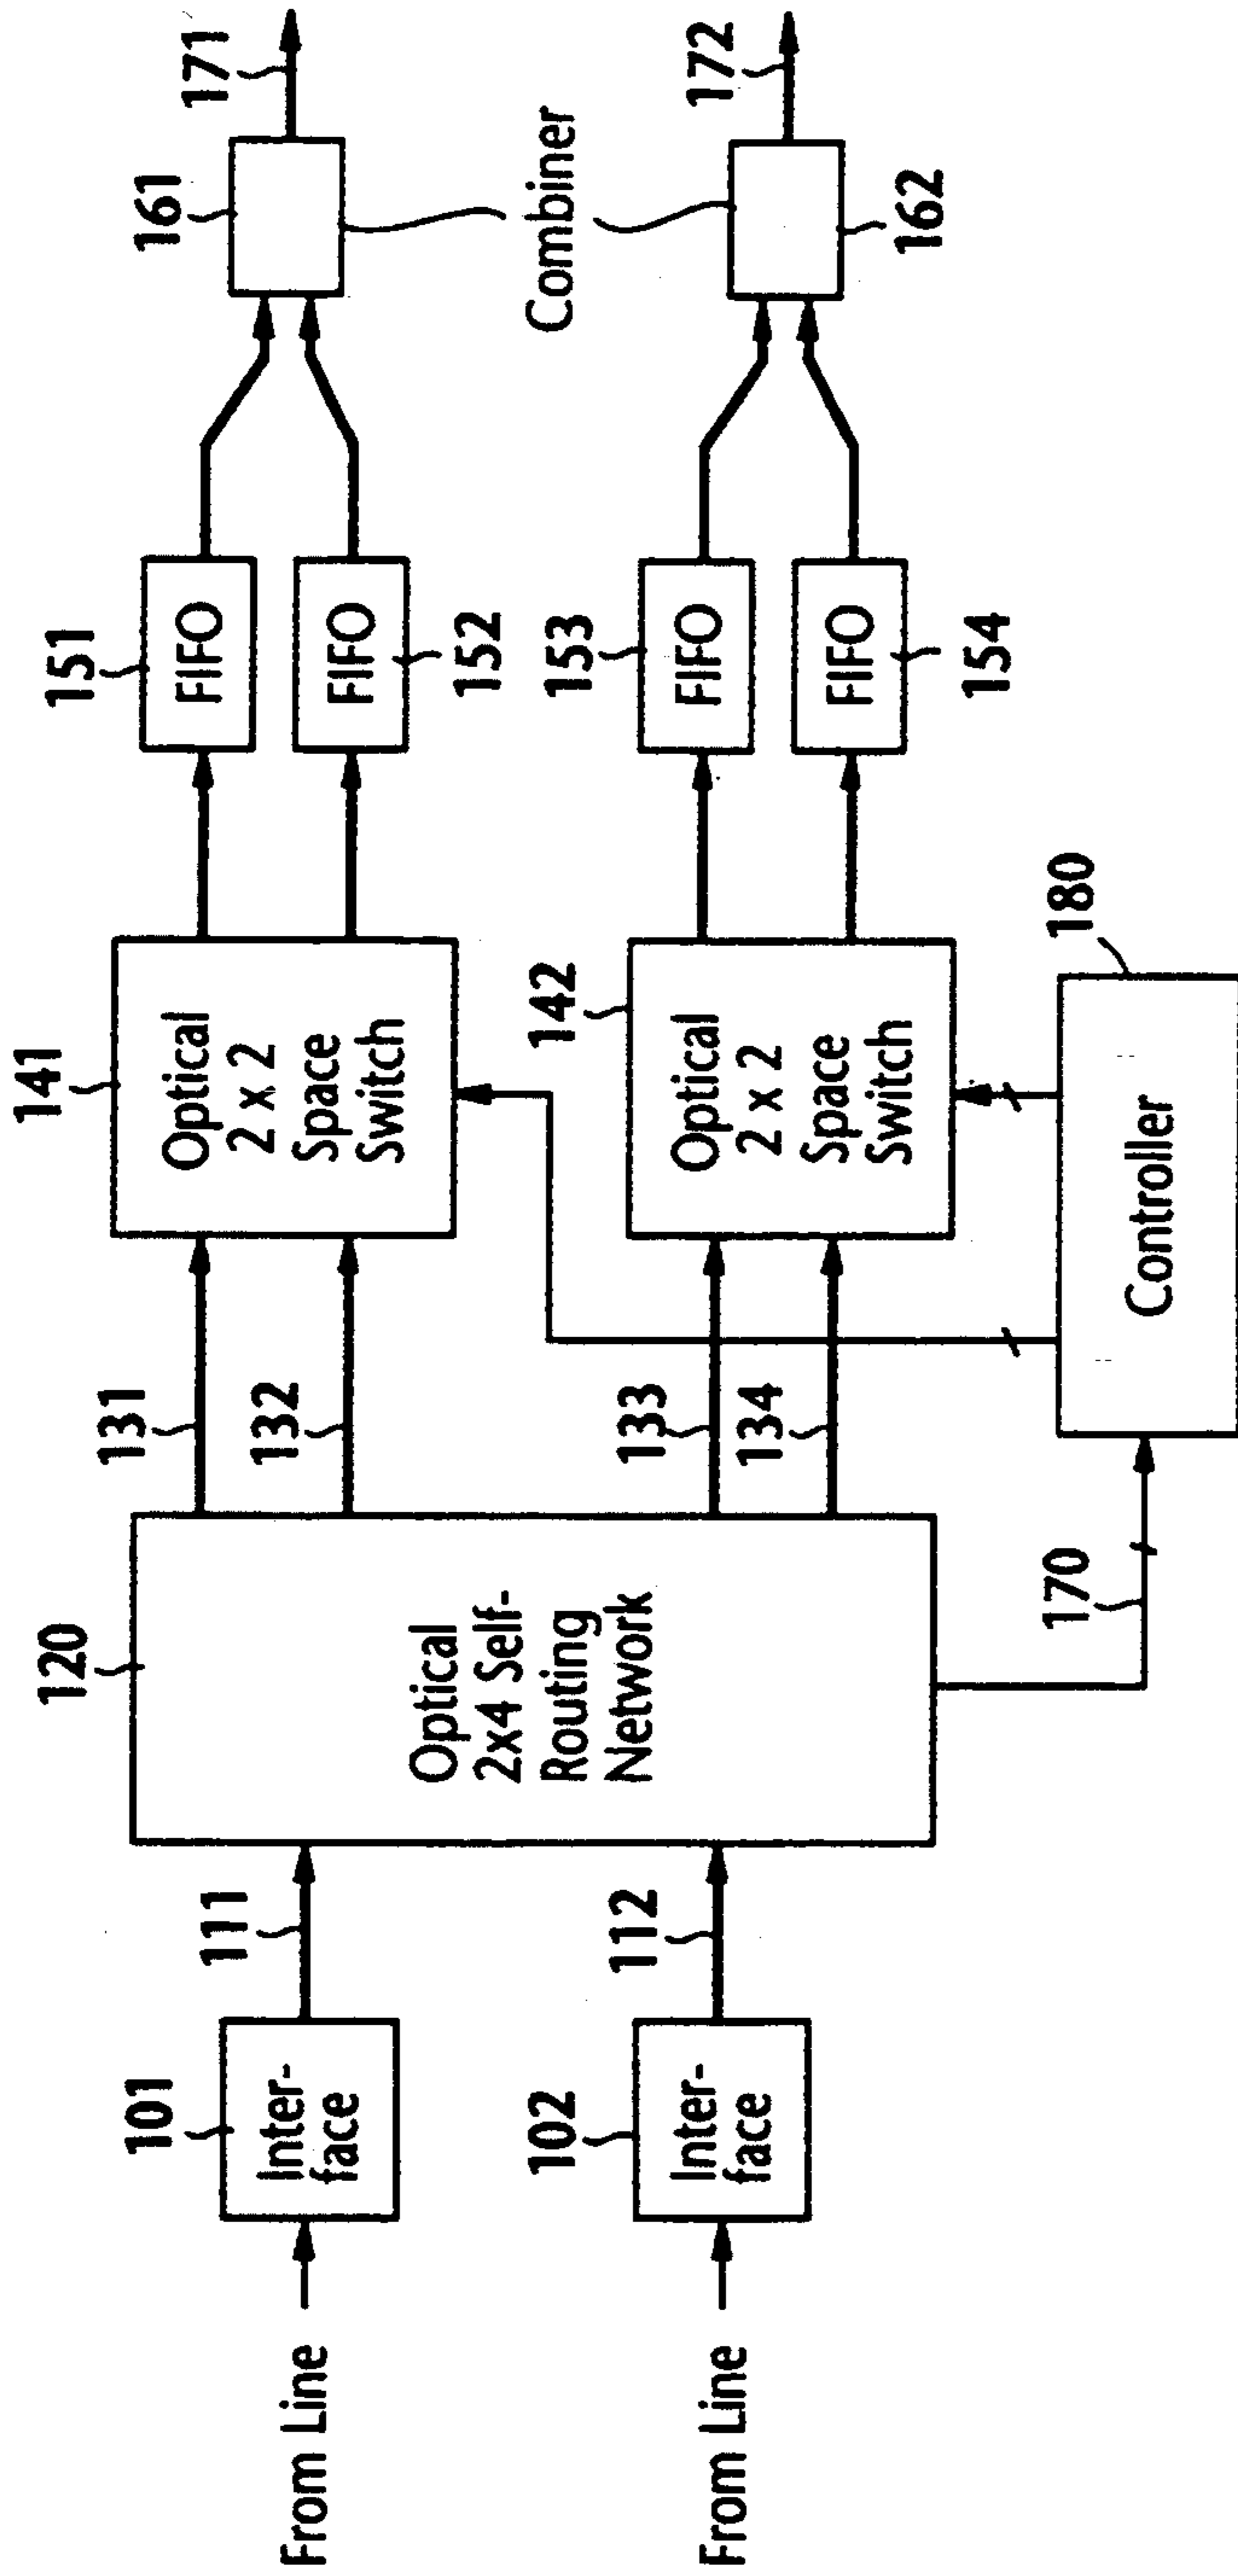 From Line
101
Inter-
face
111
From Line
102
Inter-
face
112
120
Optical
2x4 Self-
Routing
Network
131
132
133
134
170
141
Optical
2 x 2
Space
Switch
142
Optical
2 x 2
Space
Switch
180
Controller
151
FIFO
FIFO
152
153
FIFO
FIFO
154
161
171
Combiner
172
162